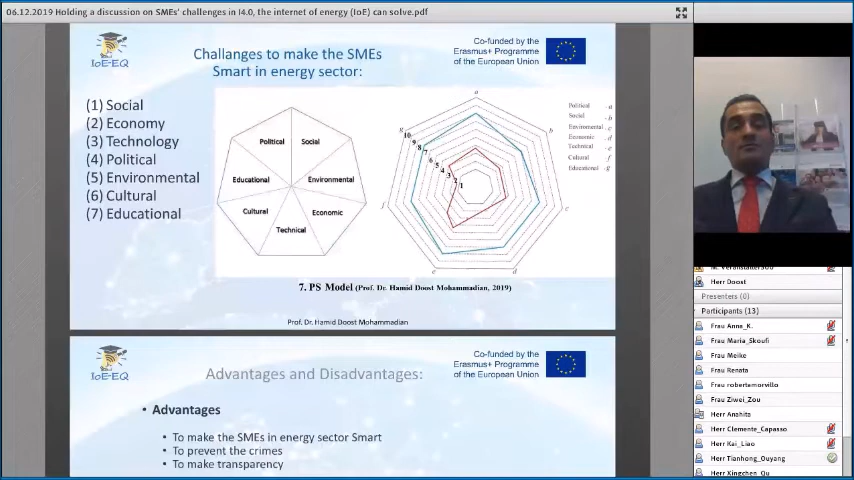 06.12.2019 Holding a discussion on SMEs' challenges in I4.0, the internet of energy (IoE) can solve.pdf
IoE-EQ
Challanges to make the SMEs
Smart in energy sector:
Co-funded by the
Erasmus+ Programme
of the European Union
(1) Social
(2) Economy
(3) Technology
(4) Political
(5) Environmental
(6) Cultural
(7) Educational
Political
Social
Educational
Environmental
Cultural
Economic
Technical
a
b
c
d
e
f
g
10
9
8
7
6
5
4
3
2
1
Political - a
Social - b
Enviromental - c
Economic - d
Technical - e
Cultural f
Educational - g
7. PS Model (Prof. Dr. Hamid Doost Mohammadian, 2019)
Prof. Dr. Hamid Doost Mohammadian
IoE-EQ
Advantages and Disadvantages:
Co-funded by the
Erasmus+ Programme
of the European Union
• Advantages
• To make the SMEs in energy sector Smart
• To prevent the crimes
• To make transparency
Herr Doost
Presenters (0)
Participants (13)
Frau Anna_K.
Frau Maria_Skoufi
Frau Meike
Frau Renata
Frau robertamorvillo
Frau Ziwei_Zou
Herr Anahita
Herr Clemente_Capasso
Herr Kai_Liao
Herr Tianhong_Ouyang
Herr Xingchen_Qu